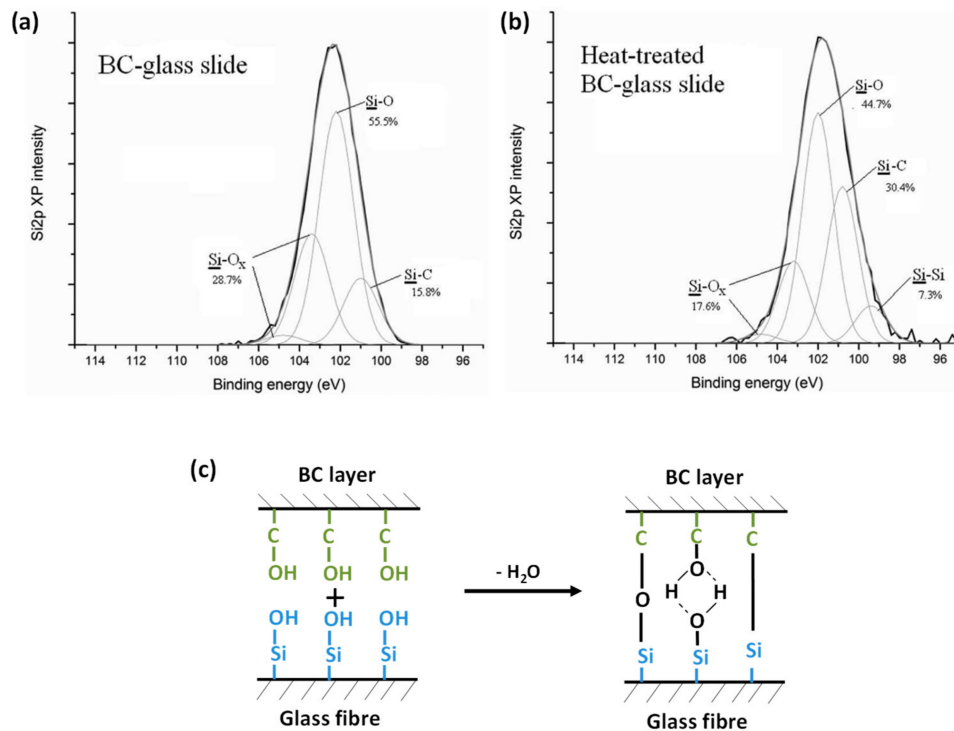 (a)
BC-glass slide
Si-O
55.5%
Si-Oₓ
28.7%
Si-C
15.8%
Si2p XP intensity
114 112 110 108 106 104 102 100 98 96
Binding energy (eV)
(b)
Heat-treated
BC-glass slide
Si-O
44.7%
Si-C
30.4%
Si-Oₓ
17.6%
Si-Si
7.3%
Si2p XP intensity
114 112 110 108 106 104 102 100 98 96
Binding energy (eV)
(c)
BC layer
C C C
OH OH OH
+
OH OH OH
Si Si Si
Glass fibre
- H₂O
BC layer
C C C
O
O H H
O
Si Si Si
Glass fibre